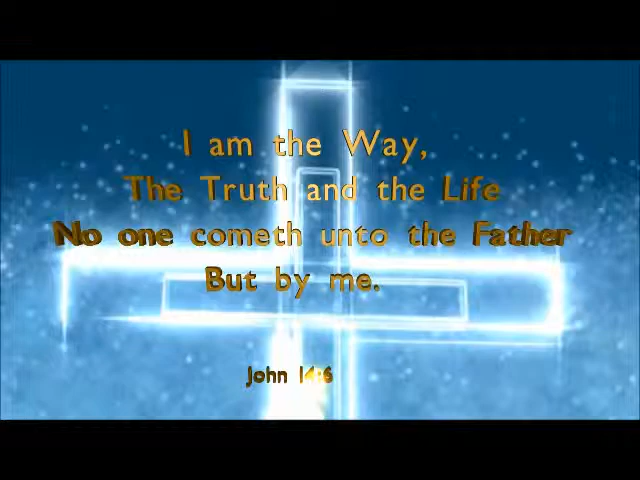 I am the Way,
The Truth and the Life
No one cometh unto the Father
But by me.
John 14:6